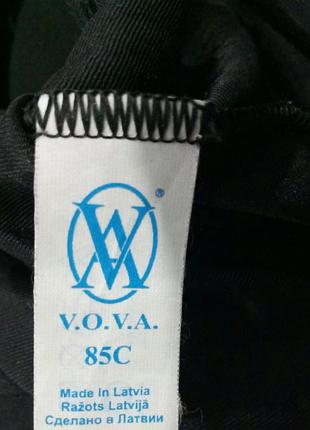 ®
V.O.V.A.
85C
Made in Latvia
Ražots Latvijā
Сделано в Латвии